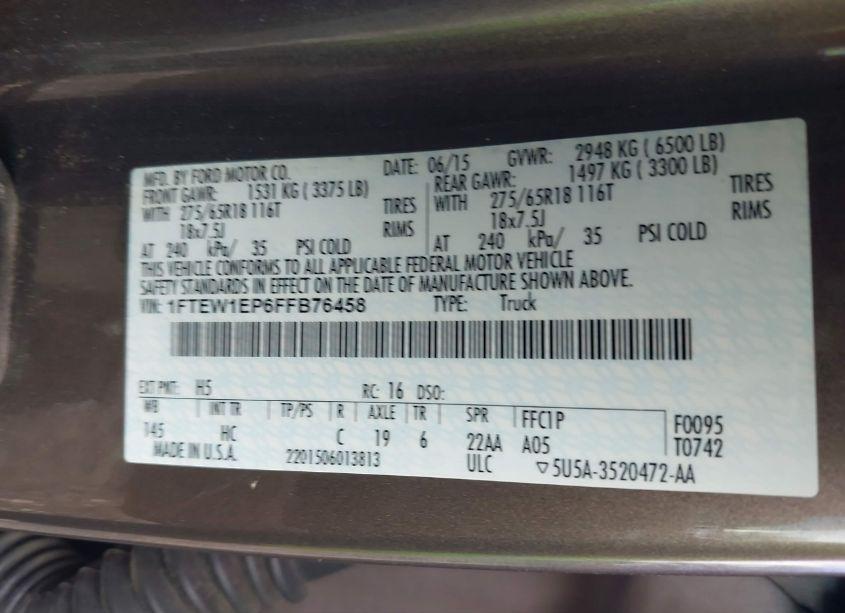 MFD. BY FORD MOTOR CO. DATE: 06/15 GVWR: 2948 KG ( 6500 LB)
FRONT GAWR: 1531 KG ( 3375 LB) REAR GAWR: 1497 KG ( 3300 LB)
WITH 275/65R18 116T TIRES WITH 275/65R18 116T TIRES
18x7.5J RIMS 18x7.5J RIMS
AT 240 kPa/ 35 PSI COLD AT 240 kPa/ 35 PSI COLD
THIS VEHICLE CONFORMS TO ALL APPLICABLE FEDERAL MOTOR VEHICLE
SAFETY STANDARDS IN EFFECT ON THE DATE OF MANUFACTURE SHOWN ABOVE.
VIN: 1FTEW1EP6FFB76458 TYPE: Truck
EXT PNT: H5 RC: 16 DSO:
WB INT TR TP/PS R AXLE TR SPR FFC1P F0095
145 HC C 19 6 22AA A05 T0742
MADE IN U.S.A. 2201506013813 ULC ▽5U5A-3520472-AA